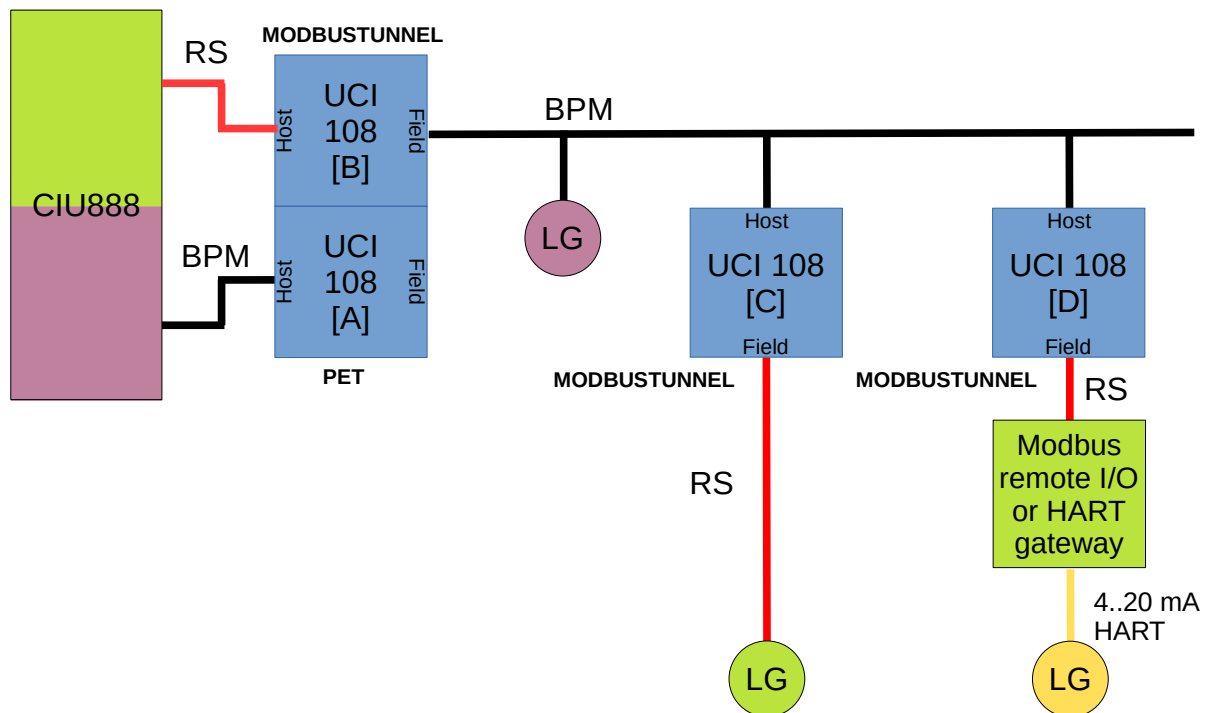 MODBUSTUNNEL
RS
UCI
108
[B]
Host
Field
BPM
CIU888
BPM
UCI
108
[A]
Host
Field
PET
LG
Host
UCI 108
[C]
Field
MODBUSTUNNEL
RS
LG
Host
UCI 108
[D]
Field
MODBUSTUNNEL
RS
Modbus
remote I/O
or HART
gateway
4..20 mA
HART
LG